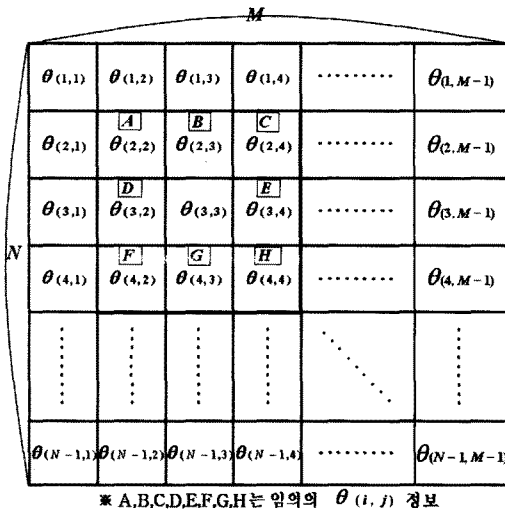 M
θ(1,1) θ(1,2) θ(1,3) θ(1,4) ········· θ(1,M−1)
A B C
θ(2,1) θ(2,2) θ(2,3) θ(2,4) ········· θ(2.M−1)
D E
θ(3,1) θ(3,2) θ(3,3) θ(3,4) ········· θ(3.M−1)
N
F G H
θ(4,1) θ(4,2) θ(4,3) θ(4,4) ········· θ(4,M−1)
θ(N−1,1) θ(N−1,2) θ(N−1,3) θ(N−1,4) ········· θ(N−1,M−1)
※ A,B,C,D,E,F,G,H는 임의의 θ (i, j) 정보